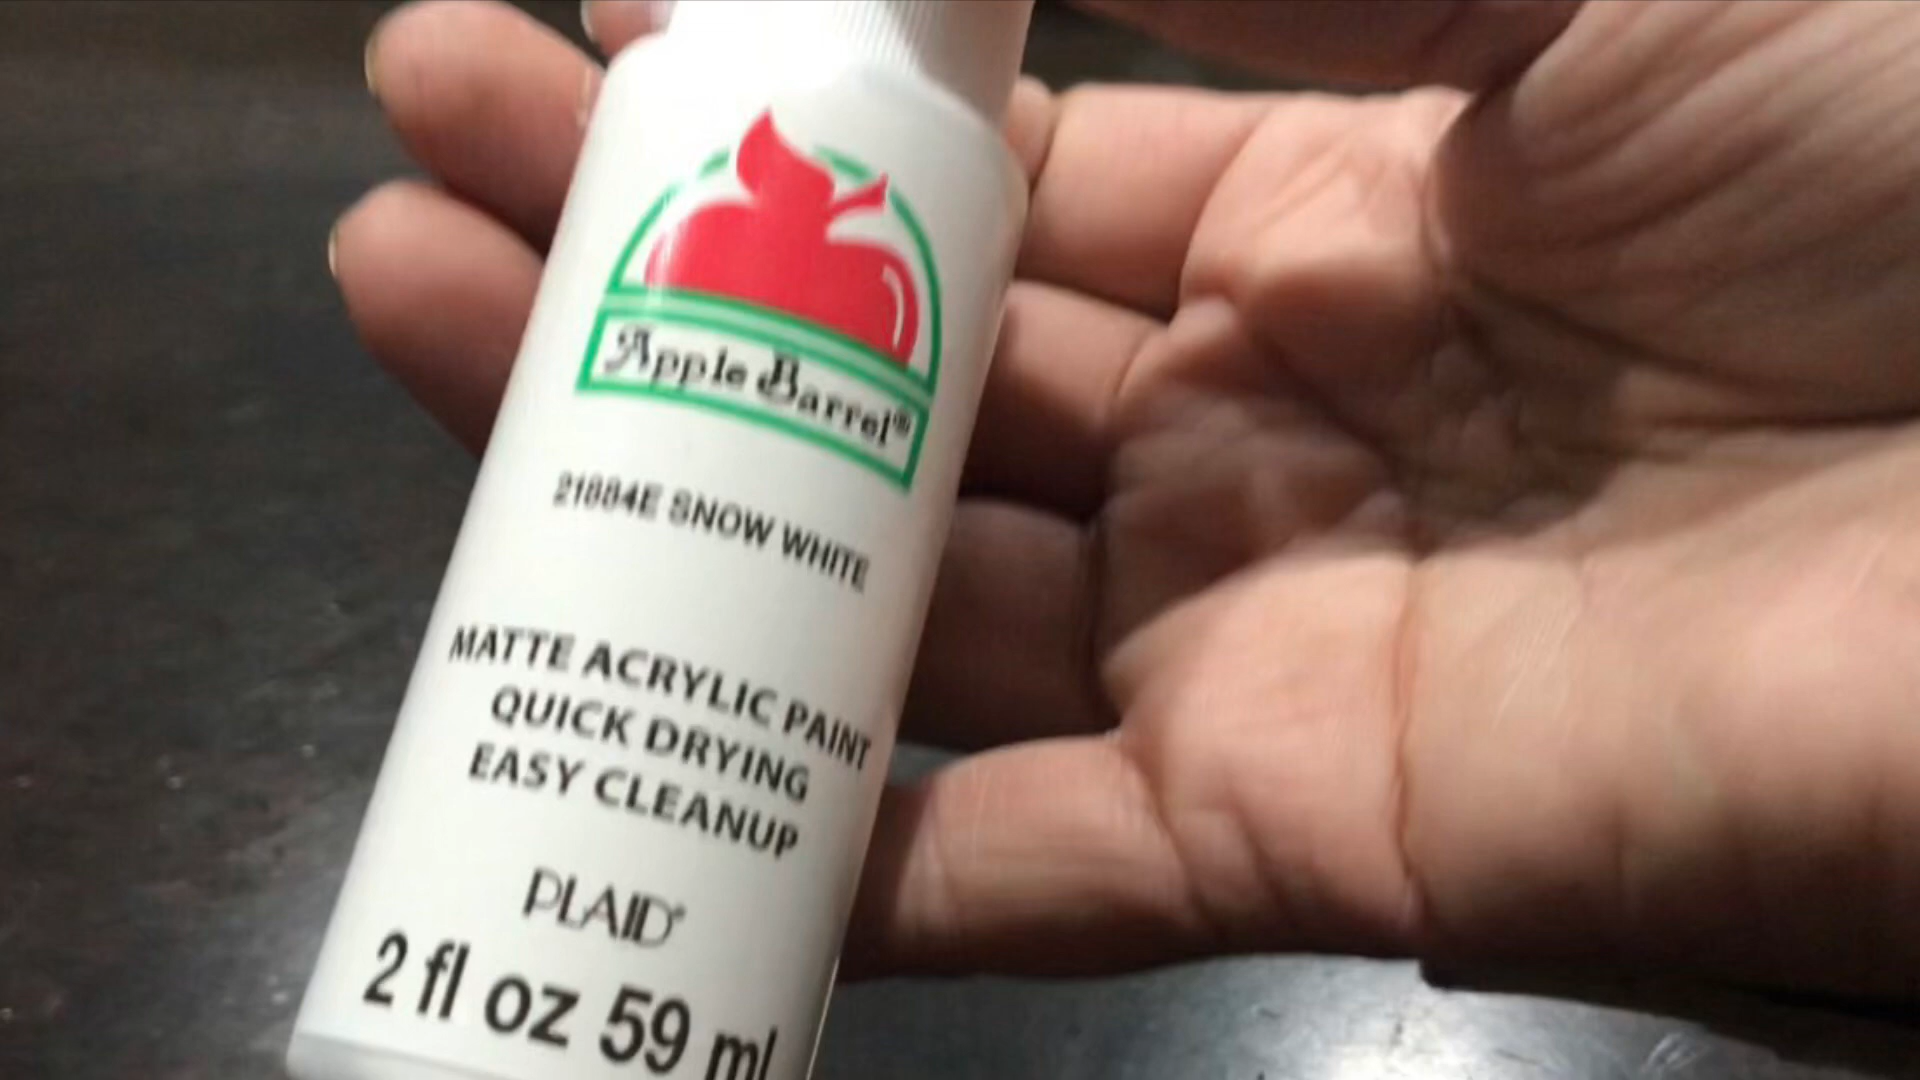 Apple Barrel®
21884E SNOW WHITE
MATTE ACRYLIC PAINT
QUICK DRYING
EASY CLEANUP
PLAID®
2 fl oz 59 ml